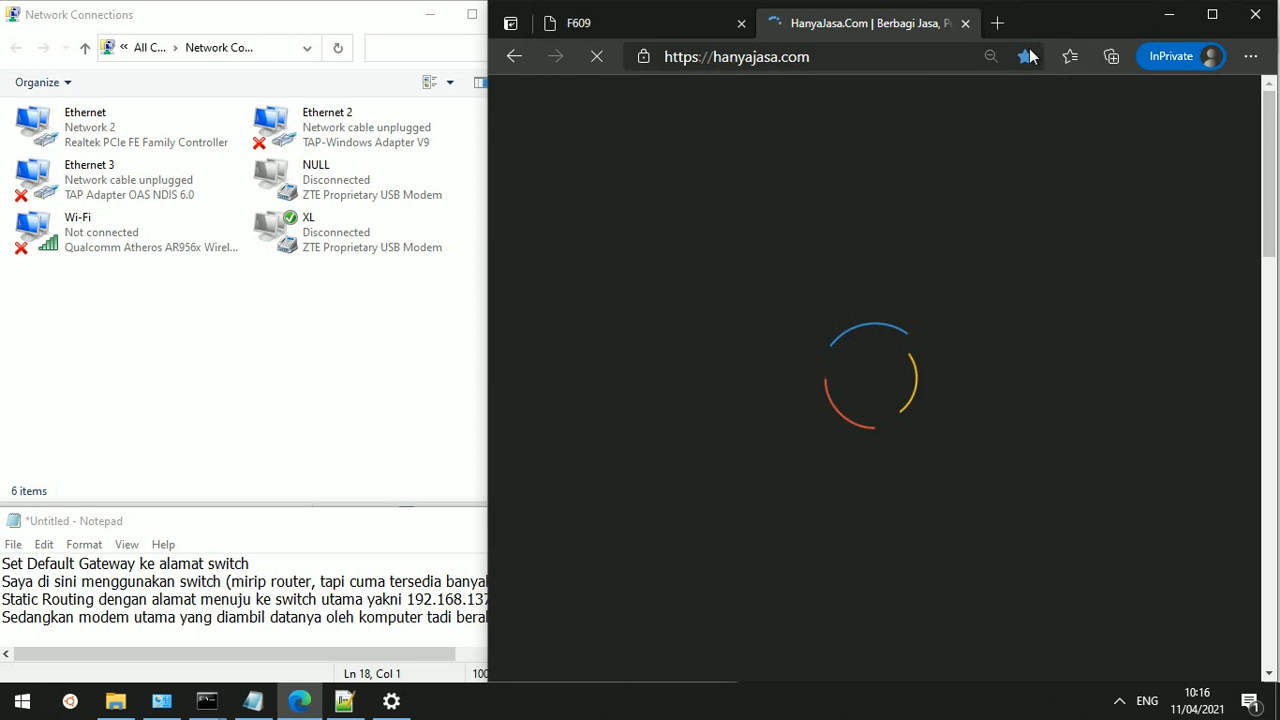 Network Connections
« All C... > Network Co...
Organize
Ethernet
Network 2
Realtek PCIe FE Family Controller
Ethernet 2
Network cable unplugged
TAP-Windows Adapter V9
Ethernet 3
Network cable unplugged
TAP Adapter OAS NDIS 6.0
NULL
Disconnected
ZTE Proprietary USB Modem
Wi-Fi
Not connected
Qualcomm Atheros AR956x Wirel...
XL
Disconnected
ZTE Proprietary USB Modem
6 items
*Untitled - Notepad
File Edit Format View Help
Set Default Gateway ke alamat switch
Saya di sini menggunakan switch (mirip router, tapi cuma tersedia banyak
Static Routing dengan alamat menuju ke switch utama yakni 192.168.137
Sedangkan modem utama yang diambil datanya oleh komputer tadi bera
Ln 18, Col 1
100
F609
HanyaJasa.Com | Berbagi Jasa, P
https://hanyajasa.com
InPrivate
ENG
10:16
11/04/2021
1